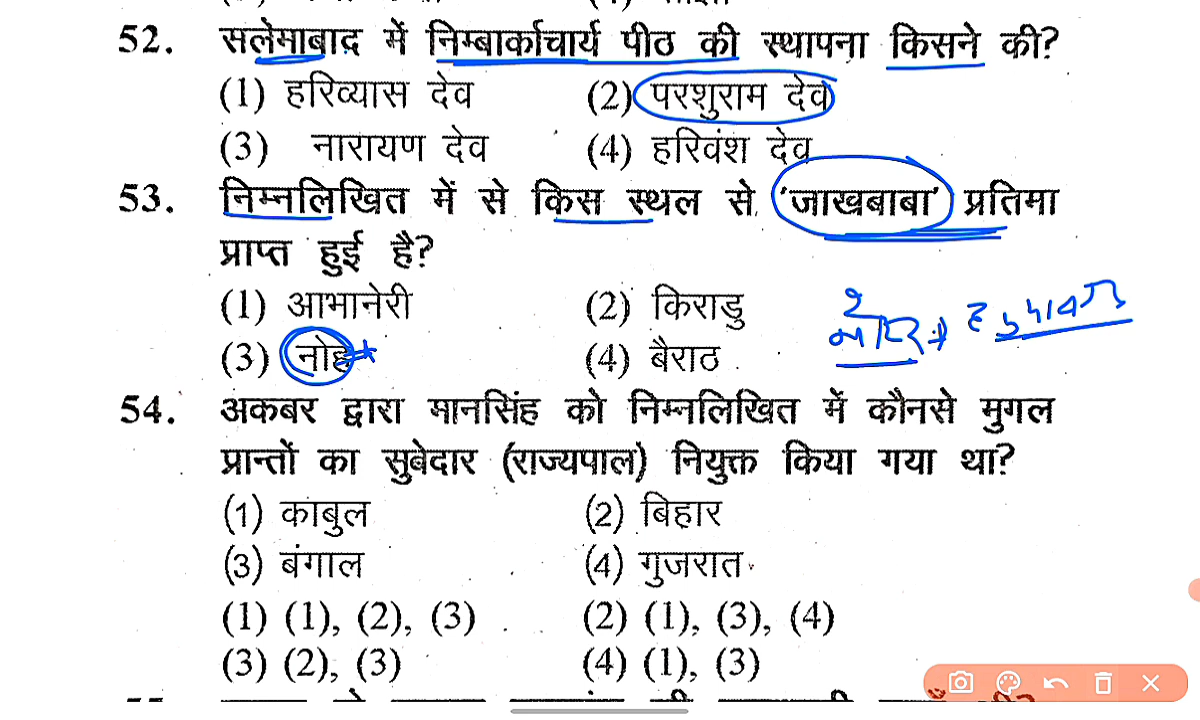 52. सलेमाबाद में निम्बार्काचार्य पीठ की स्थापना किसने की?
(1) हरिव्यास देव (2) परशुराम देव
(3) नारायण देव (4) हरिवंश देव
53. निम्नलिखित में से किस स्थल से 'जाखबाबा' प्रतिमा
प्राप्त हुई है?
(1) आभानेरी (2) किराडु
(3) नोह (4) बैराठ
54. अकबर द्वारा मानसिंह को निम्नलिखित में कौनसे मुगल
प्रान्तों का सुबेदार (राज्यपाल) नियुक्त किया गया था?
(1) काबुल (2) बिहार
(3) बंगाल (4) गुजरात
(1) (1), (2), (3) (2) (1), (3), (4)
(3) (2), (3) (4) (1), (3)